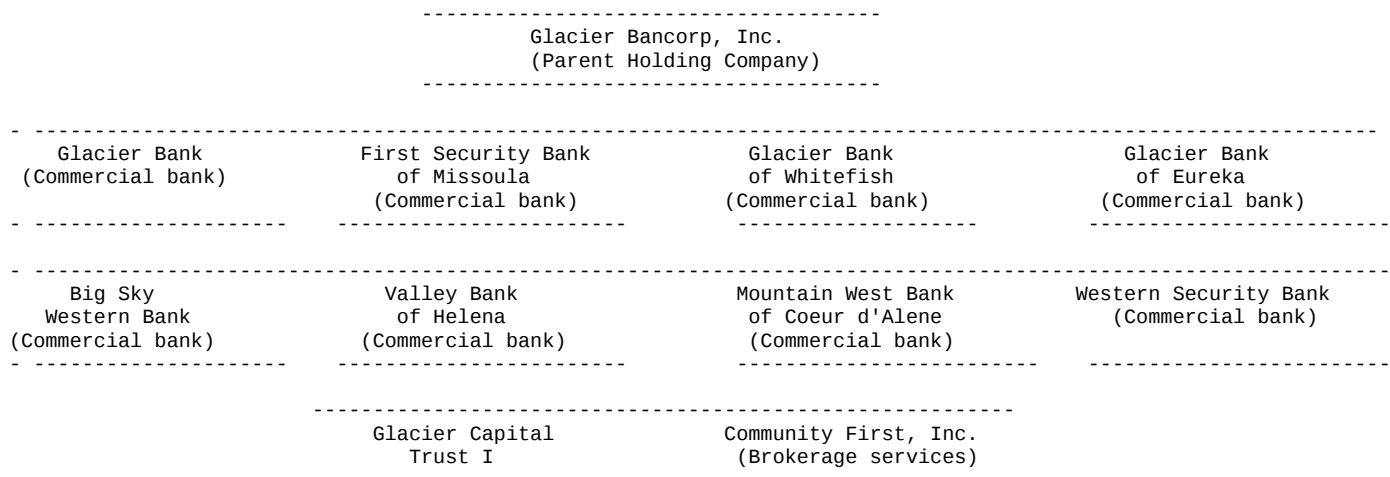 Glacier Bancorp, Inc.
(Parent Holding Company)
Glacier Bank First Security Bank Glacier Bank Glacier Bank
(Commercial bank) of Missoula of Whitefish of Eureka
(Commercial bank) (Commercial bank) (Commercial bank)
Big Sky Valley Bank Mountain West Bank Western Security Bank
Western Bank of Helena of Coeur d'Alene (Commercial bank)
(Commercial bank) (Commercial bank) (Commercial bank)
Glacier Capital Community First, Inc.
Trust I (Brokerage services)